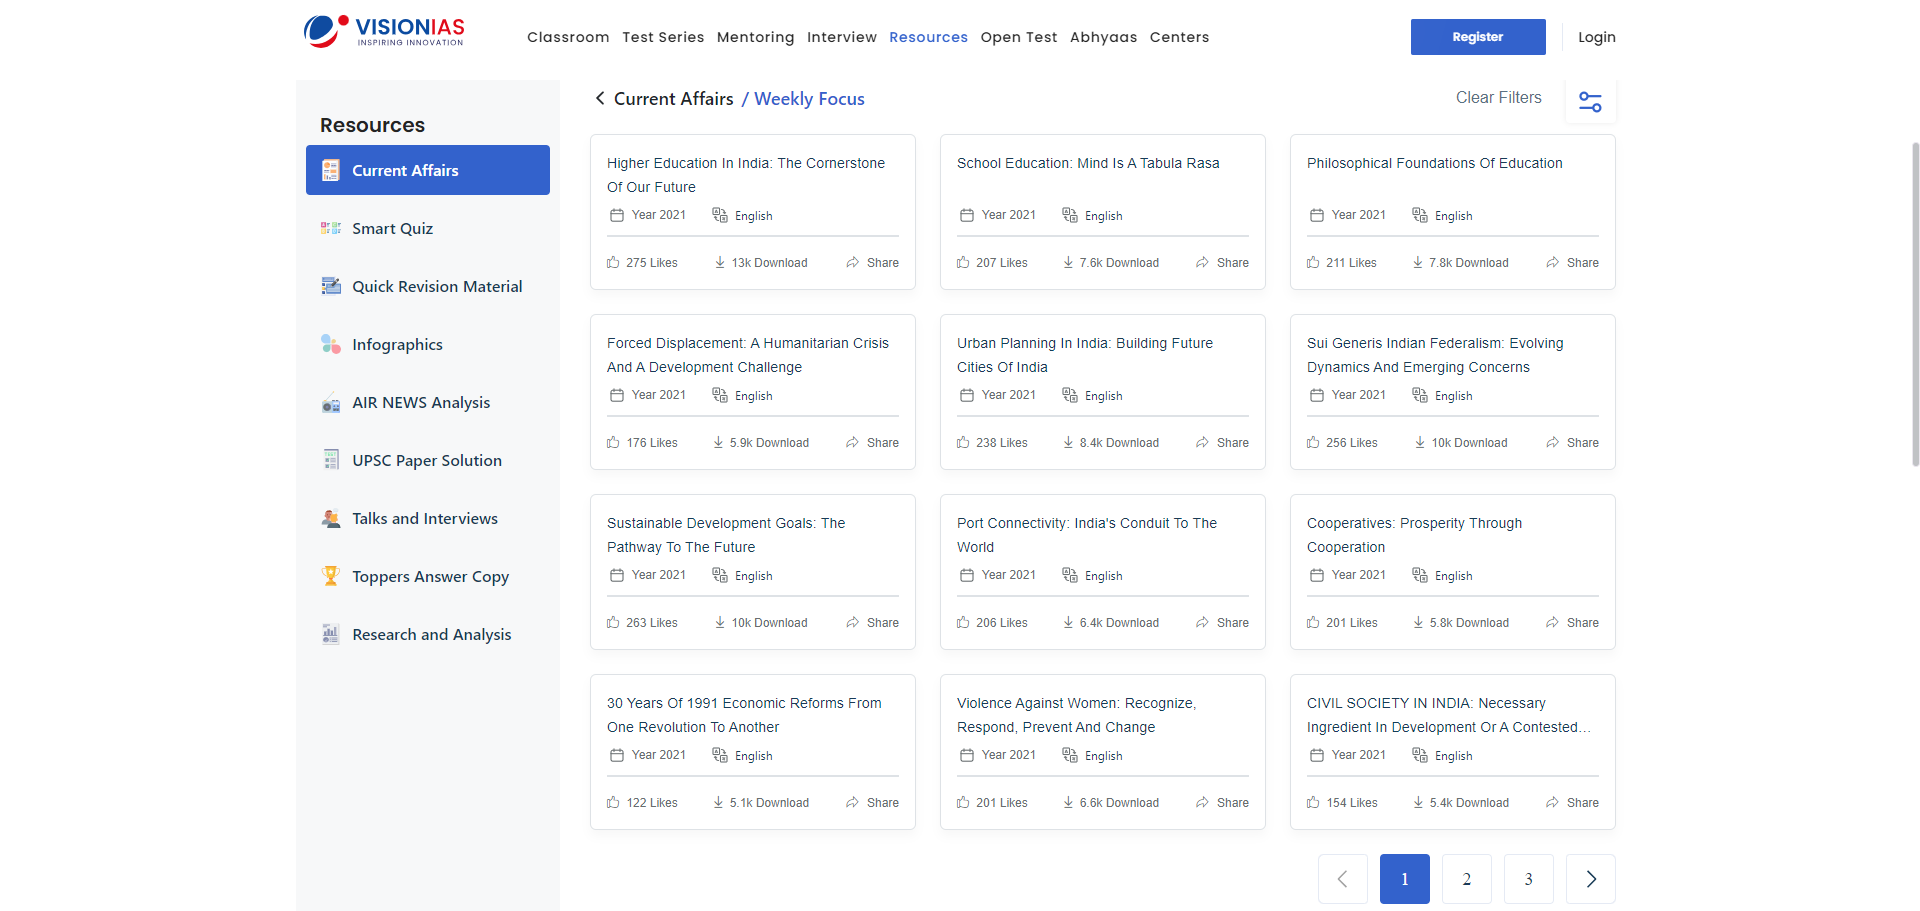 VISIONIAS
INSPIRING INNOVATION
Classroom Test Series Mentoring Interview Resources Open Test Abhyaas Centers
Register
Login
Resources
Current Affairs
Smart Quiz
Quick Revision Material
Infographics
AIR NEWS Analysis
UPSC Paper Solution
Talks and Interviews
Toppers Answer Copy
Research and Analysis
Current Affairs / Weekly Focus
Clear Filters
Higher Education In India: The Cornerstone
Of Our Future
Year 2021 English
275 Likes 13k Download Share
School Education: Mind Is A Tabula Rasa
Year 2021 English
207 Likes 7.6k Download Share
Philosophical Foundations Of Education
Year 2021 English
211 Likes 7.8k Download Share
Forced Displacement: A Humanitarian Crisis
And A Development Challenge
Year 2021 English
176 Likes 5.9k Download Share
Urban Planning In India: Building Future
Cities Of India
Year 2021 English
238 Likes 8.4k Download Share
Sui Generis Indian Federalism: Evolving
Dynamics And Emerging Concerns
Year 2021 English
256 Likes 10k Download Share
Sustainable Development Goals: The
Pathway To The Future
Year 2021 English
263 Likes 10k Download Share
Port Connectivity: India's Conduit To The
World
Year 2021 English
206 Likes 6.4k Download Share
Cooperatives: Prosperity Through
Cooperation
Year 2021 English
201 Likes 5.8k Download Share
30 Years Of 1991 Economic Reforms From
One Revolution To Another
Year 2021 English
122 Likes 5.1k Download Share
Violence Against Women: Recognize,
Respond, Prevent And Change
Year 2021 English
201 Likes 6.6k Download Share
CIVIL SOCIETY IN INDIA: Necessary
Ingredient In Development Or A Contested...
Year 2021 English
154 Likes 5.4k Download Share
1 2 3